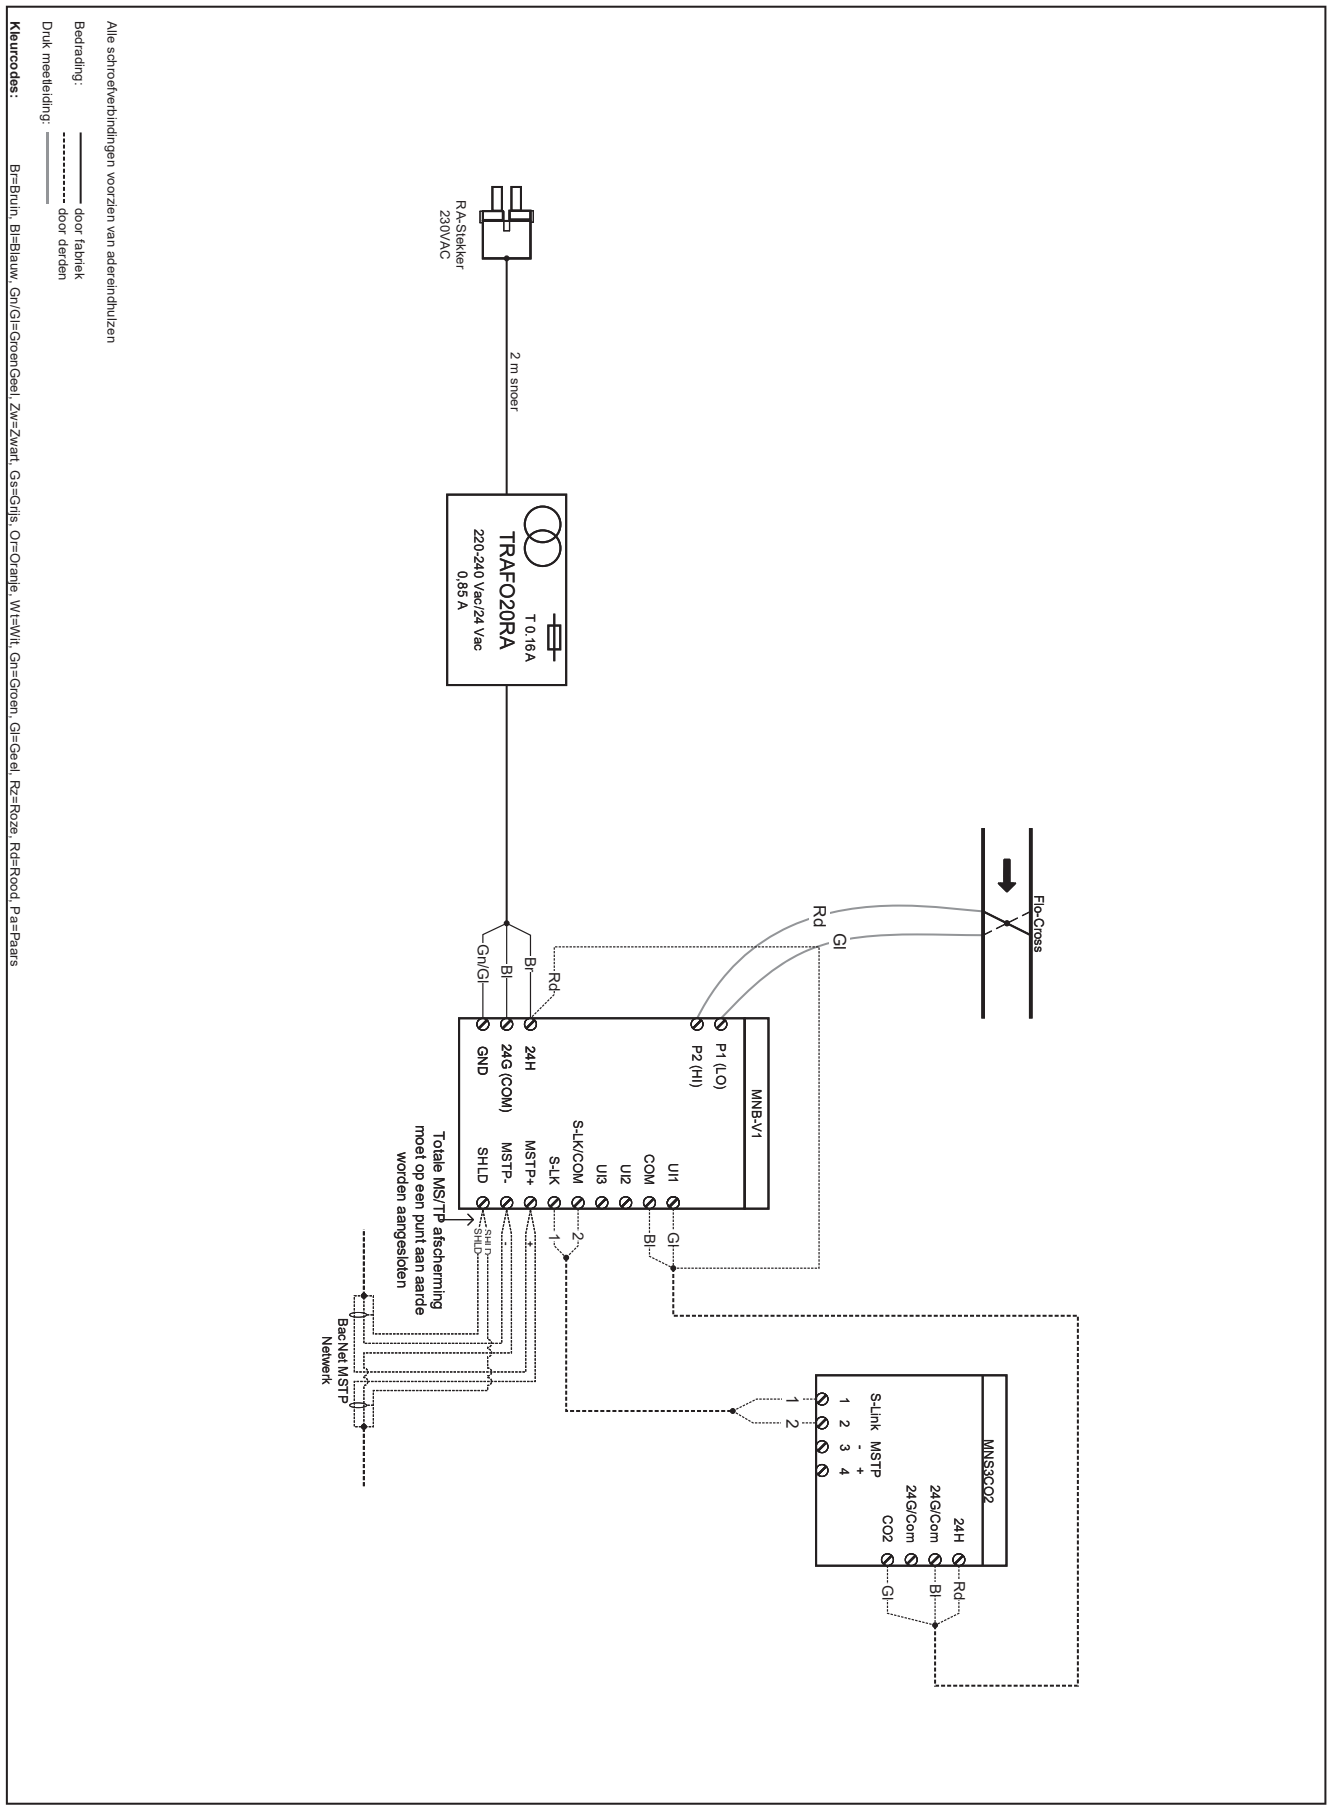 Flo-Cross
Rd
Gl
MNB-V1
P1 (LO)
P2 (HI)
24H
24G (COM)
GND
UI1
COM
UI2
UI3
S-LK/COM
S-LK
MSTP+
MSTP-
SHLD
Rd
Br
Bl
Gn/Gl
Gl
Bl
2
1
+
-
SHLD
SHLD
Totale MS/TP afscherming
moet op een punt aan aarde
worden aangesloten
BacNet MSTP
Netwerk
MNS3CO2
S-Link
MSTP
- +
1 2 3 4
24H
24G/Com
24G/Com
CO2
1
2
Rd
Bl
Gl
RA-Stekker
230VAC
2 m snoer
T 0.16A
TRAFO20RA
220-240 Vac/24 Vac
0,85 A
Alle schroefverbindingen voorzien van adereindhulzen
Bedrading: door fabriek
door derden
Druk meetleiding:
Kleurcodes: Br=Bruin, Bl=Blauw, Gn/Gl=GroenGeel, Zw=Zwart, Gs=Grijs, Or=Oranje, Wt=Wit, Gn=Groen, Gl=Geel, Rz=Roze, Rd=Rood, Pa=Paars